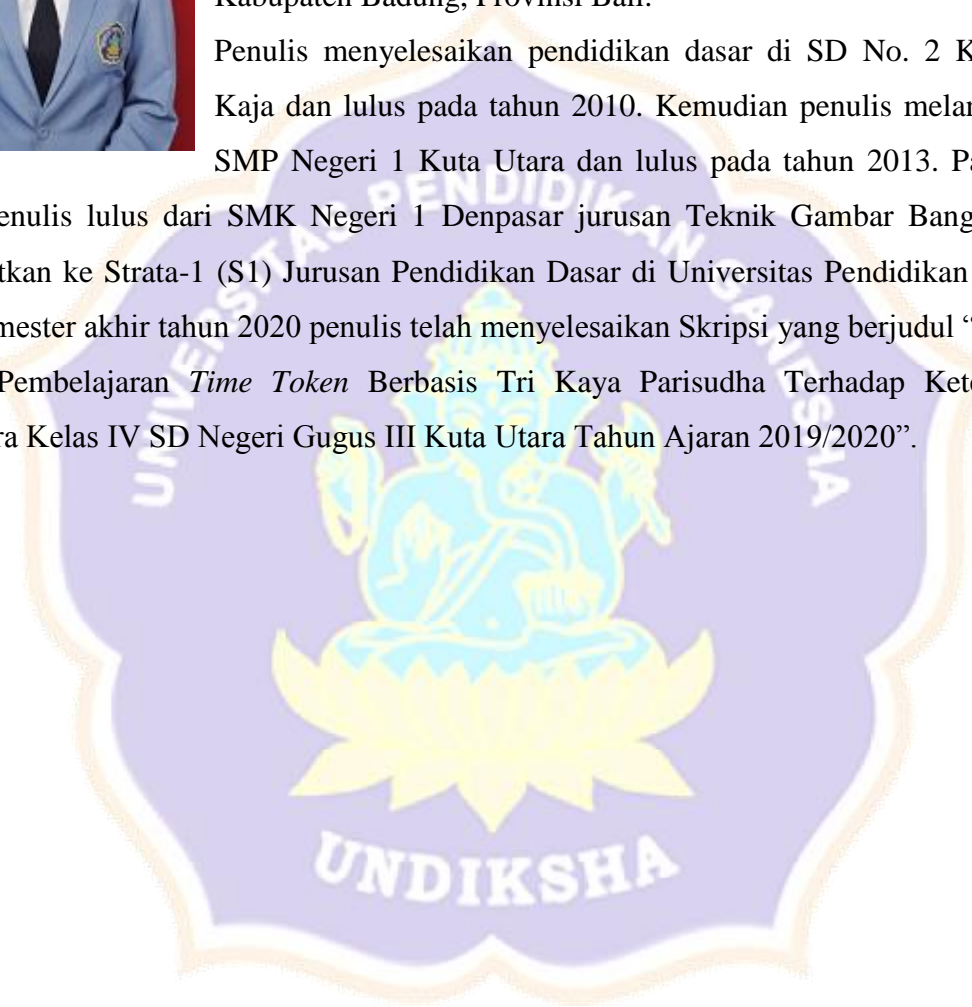 Kabupaten Badung, Provinsi Bali.
Penulis menyelesaikan pendidikan dasar di SD No. 2 K
Kaja dan lulus pada tahun 2010. Kemudian penulis melan
SMP Negeri 1 Kuta Utara dan lulus pada tahun 2013. Pa
enulis lulus dari SMK Negeri 1 Denpasar jurusan Teknik Gambar Bang
tkan ke Strata-1 (S1) Jurusan Pendidikan Dasar di Universitas Pendidikan
mester akhir tahun 2020 penulis telah menyelesaikan Skripsi yang berjudul “
Pembelajaran Time Token Berbasis Tri Kaya Parisudha Terhadap Kete
ra Kelas IV SD Negeri Gugus III Kuta Utara Tahun Ajaran 2019/2020”.
UNIVERSITAS PENDIDIKAN GANESHA
UNDIKSHA